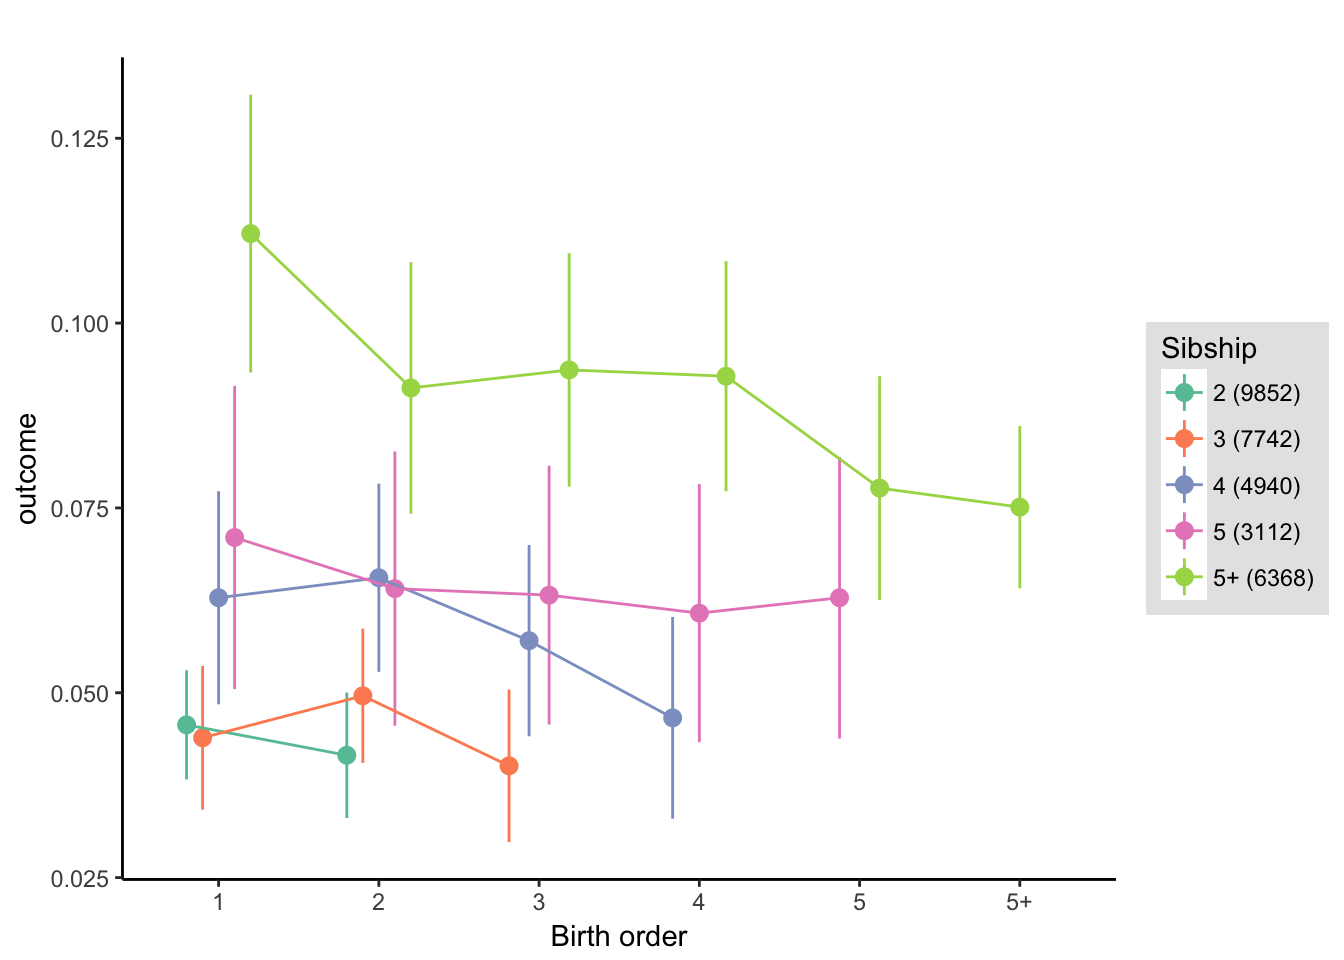 0.125
0.100
0.075
0.050
0.025
outcome
1 2 3 4 5 5+
Birth order
Sibship
2 (9852)
3 (7742)
4 (4940)
5 (3112)
5+ (6368)